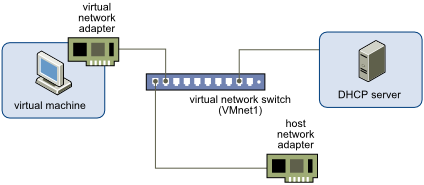 virtual
network
adapter
virtual machine
virtual network switch
(VMnet1)
DHCP server
host
network
adapter